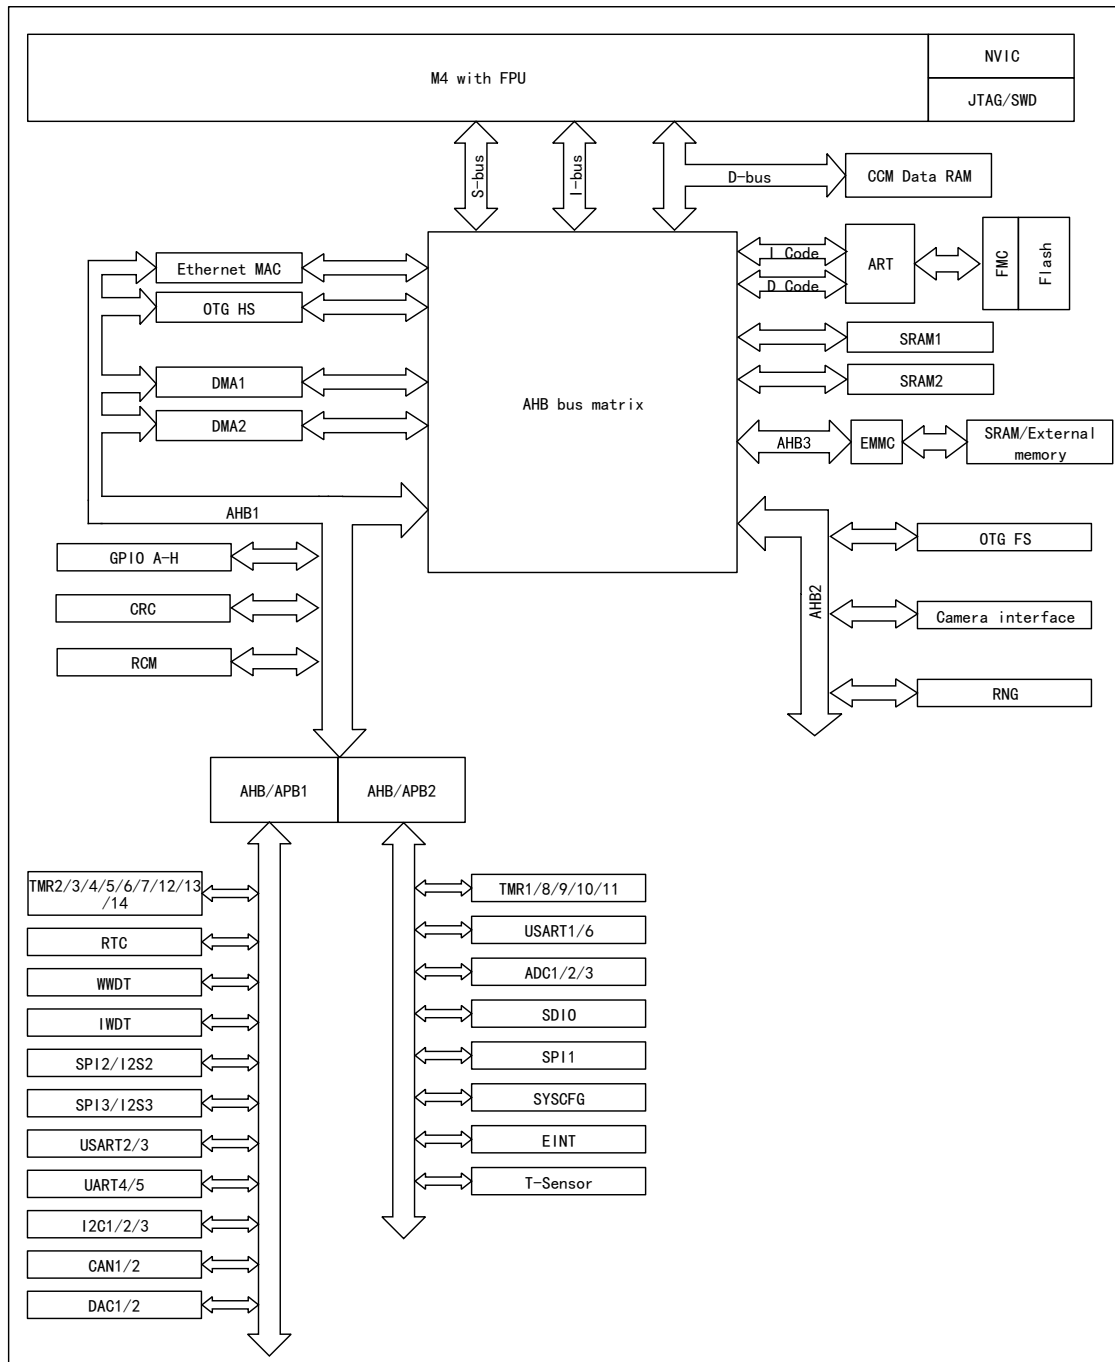 M4 with FPU
NVIC
JTAG/SWD
S-bus
I-bus
D-bus
CCM Data RAM
Ethernet MAC
OTG HS
DMA1
DMA2
AHB bus matrix
I Code
D Code
ART
FMC
Flash
SRAM1
SRAM2
AHB3
EMMC
SRAM/External
memory
AHB1
GPIO A-H
CRC
RCM
AHB2
OTG FS
Camera interface
RNG
AHB/APB1
AHB/APB2
TMR2/3/4/5/6/7/12/13
/14
RTC
WWDT
IWDT
SPI2/I2S2
SPI3/I2S3
USART2/3
UART4/5
I2C1/2/3
CAN1/2
DAC1/2
TMR1/8/9/10/11
USART1/6
ADC1/2/3
SDIO
SPI1
SYSCFG
EINT
T-Sensor